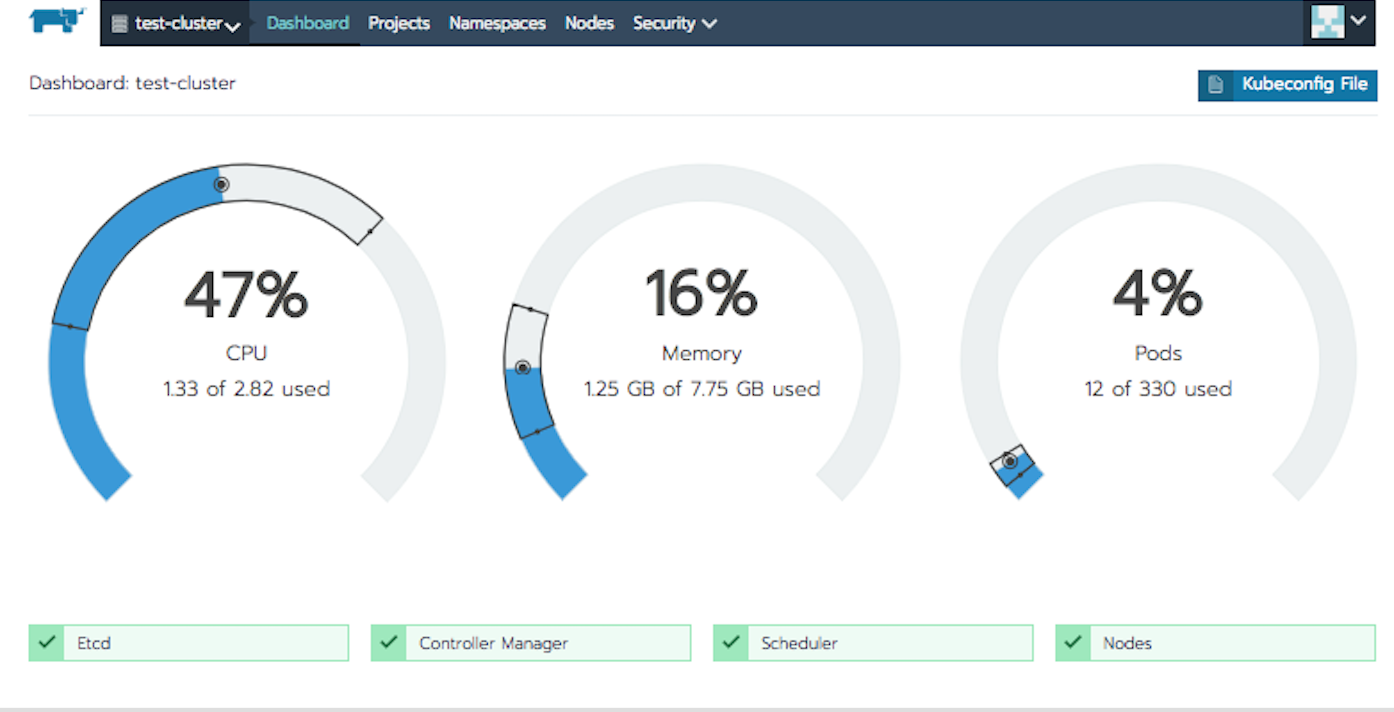 test-cluster Dashboard Projects Namespaces Nodes Security
Dashboard: test-cluster
Kubeconfig File
47%
CPU
1.33 of 2.82 used
16%
Memory
1.25 GB of 7.75 GB used
4%
Pods
12 of 330 used
Etcd
Controller Manager
Scheduler
Nodes